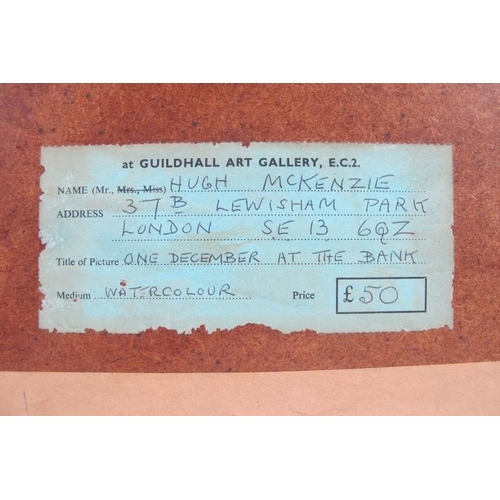 at GUILDHALL ART GALLERY, E.C.2.
NAME (Mr., Mrs., Miss) HUGH MCKENZIE
ADDRESS 37B LEWISHAM PARK
LONDON SE 13 6QZ
Title of Picture ONE DECEMBER AT THE BANK
Medium WATERCOLOUR Price £50